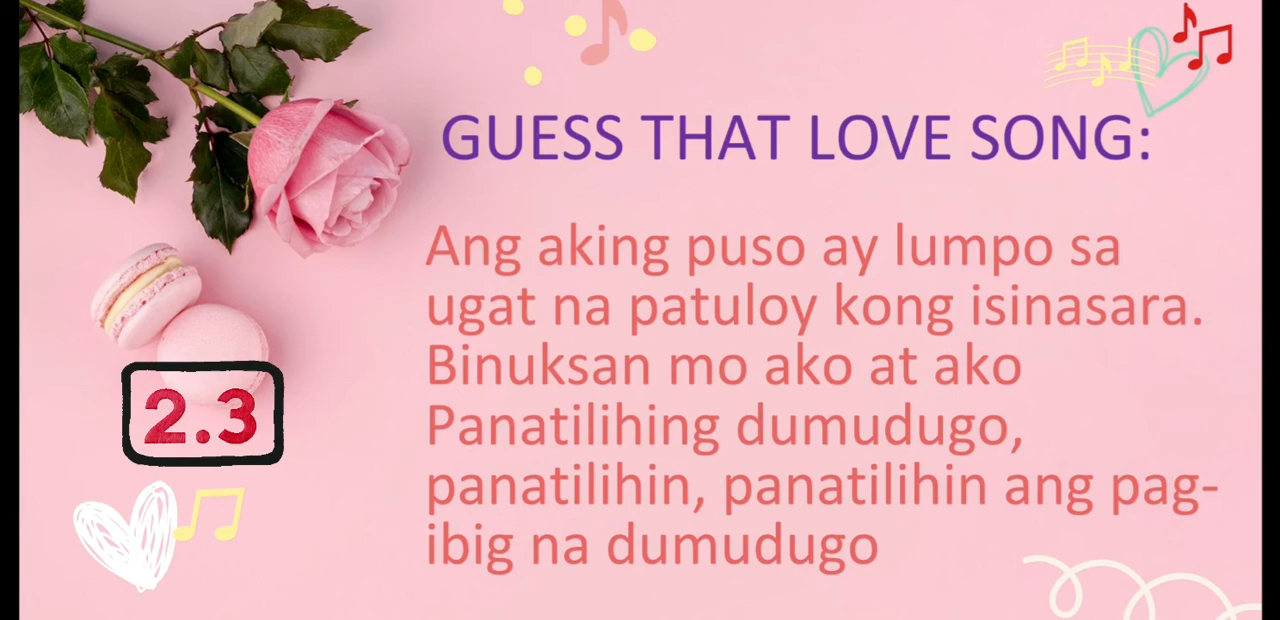 GUESS THAT LOVE SONG:
Ang aking puso ay lumpo sa
ugat na patuloy kong isinasara.
Binuksan mo ako at ako
Panatilihing dumudugo,
panatilihin, panatilihin ang pag-
ibig na dumudugo
2.3